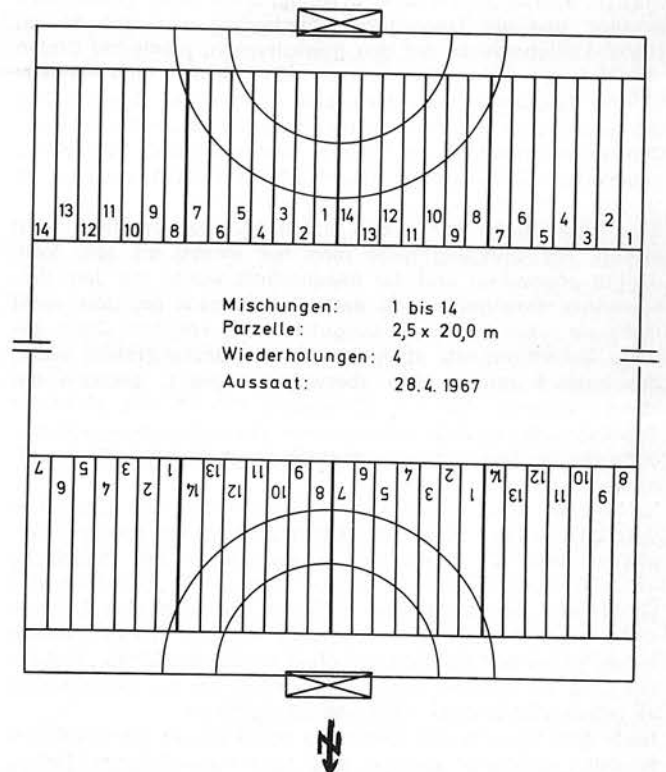 13 11 9 7 5 3 1 14 12 10 8 6 4 2
14 12 10 8 6 4 2 13 11 9 7 5 3 1
Mischungen: 1 bis 14
Parzelle: 2,5 x 20,0 m
Wiederholungen: 4
Aussaat: 28.4.1967
7 5 3 1 13 11 9 6 4 2 14 12 10 8
6 4 2 14 12 10 8 7 5 3 1 13 11 9
N